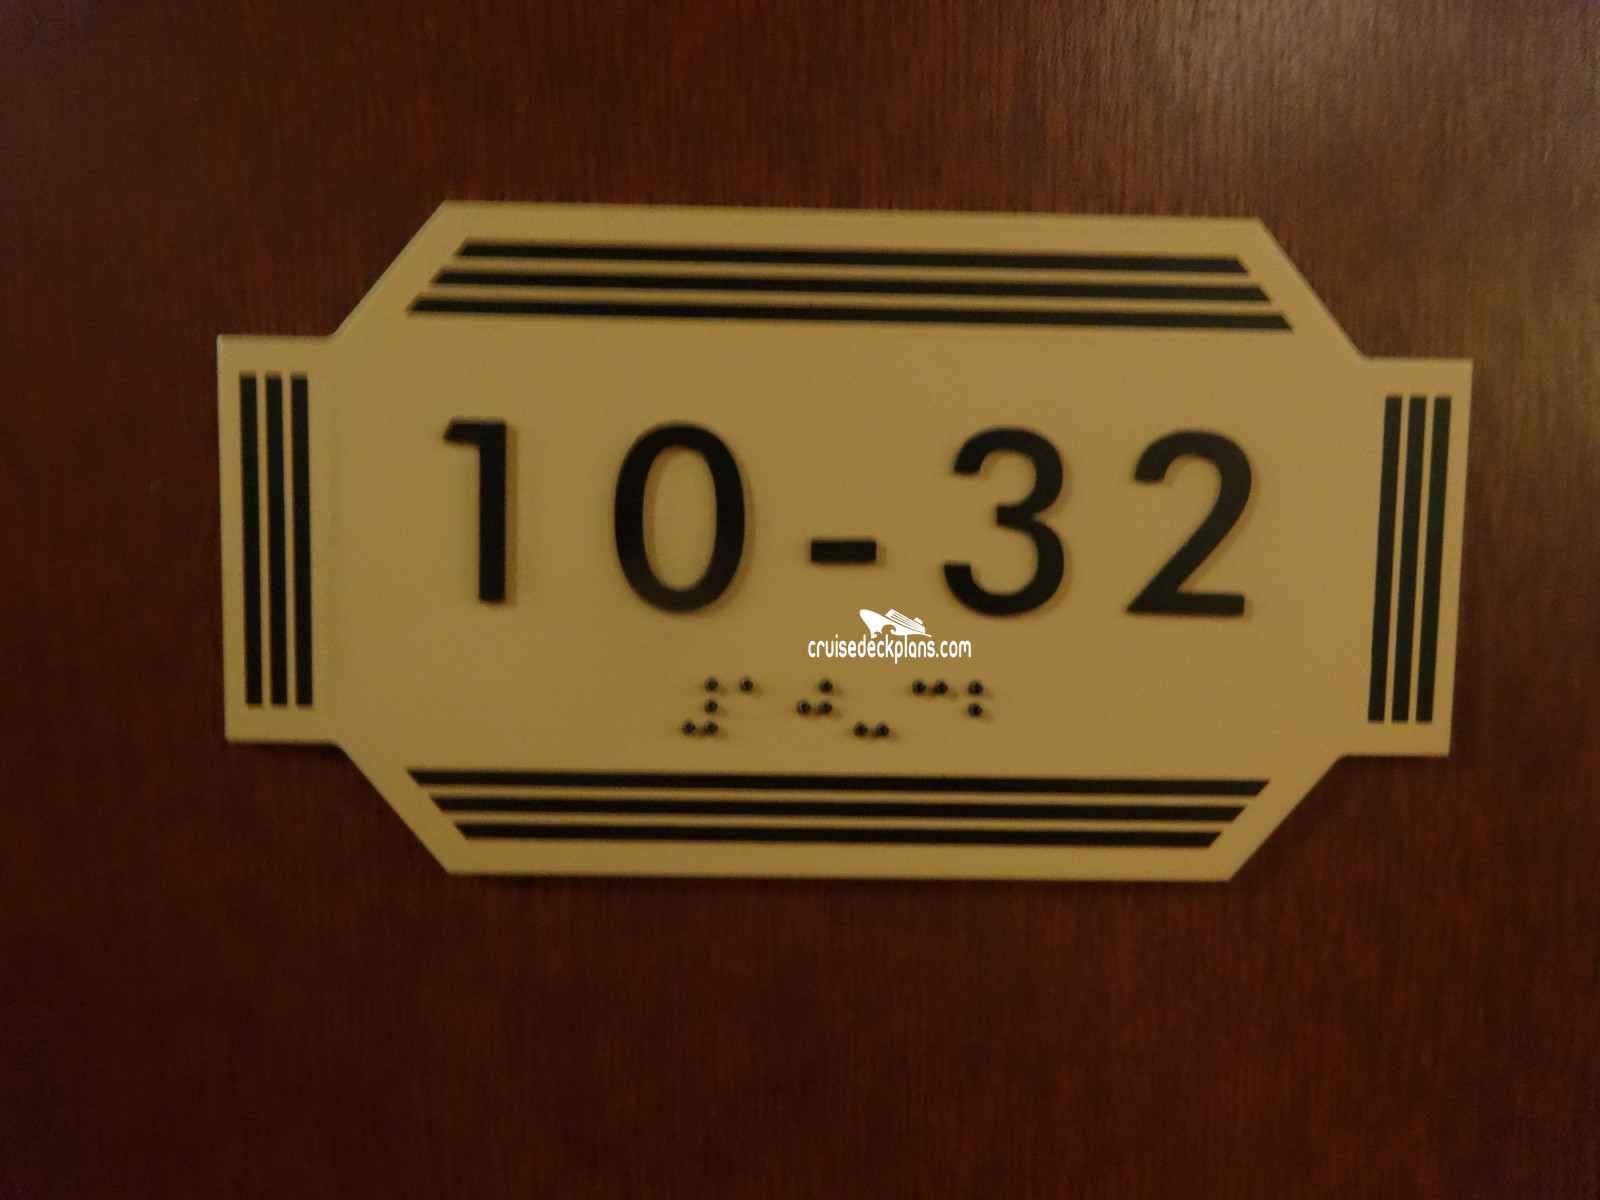 10-32
cruisedeckplans.com
⠼⠁⠚⠤⠉⠃